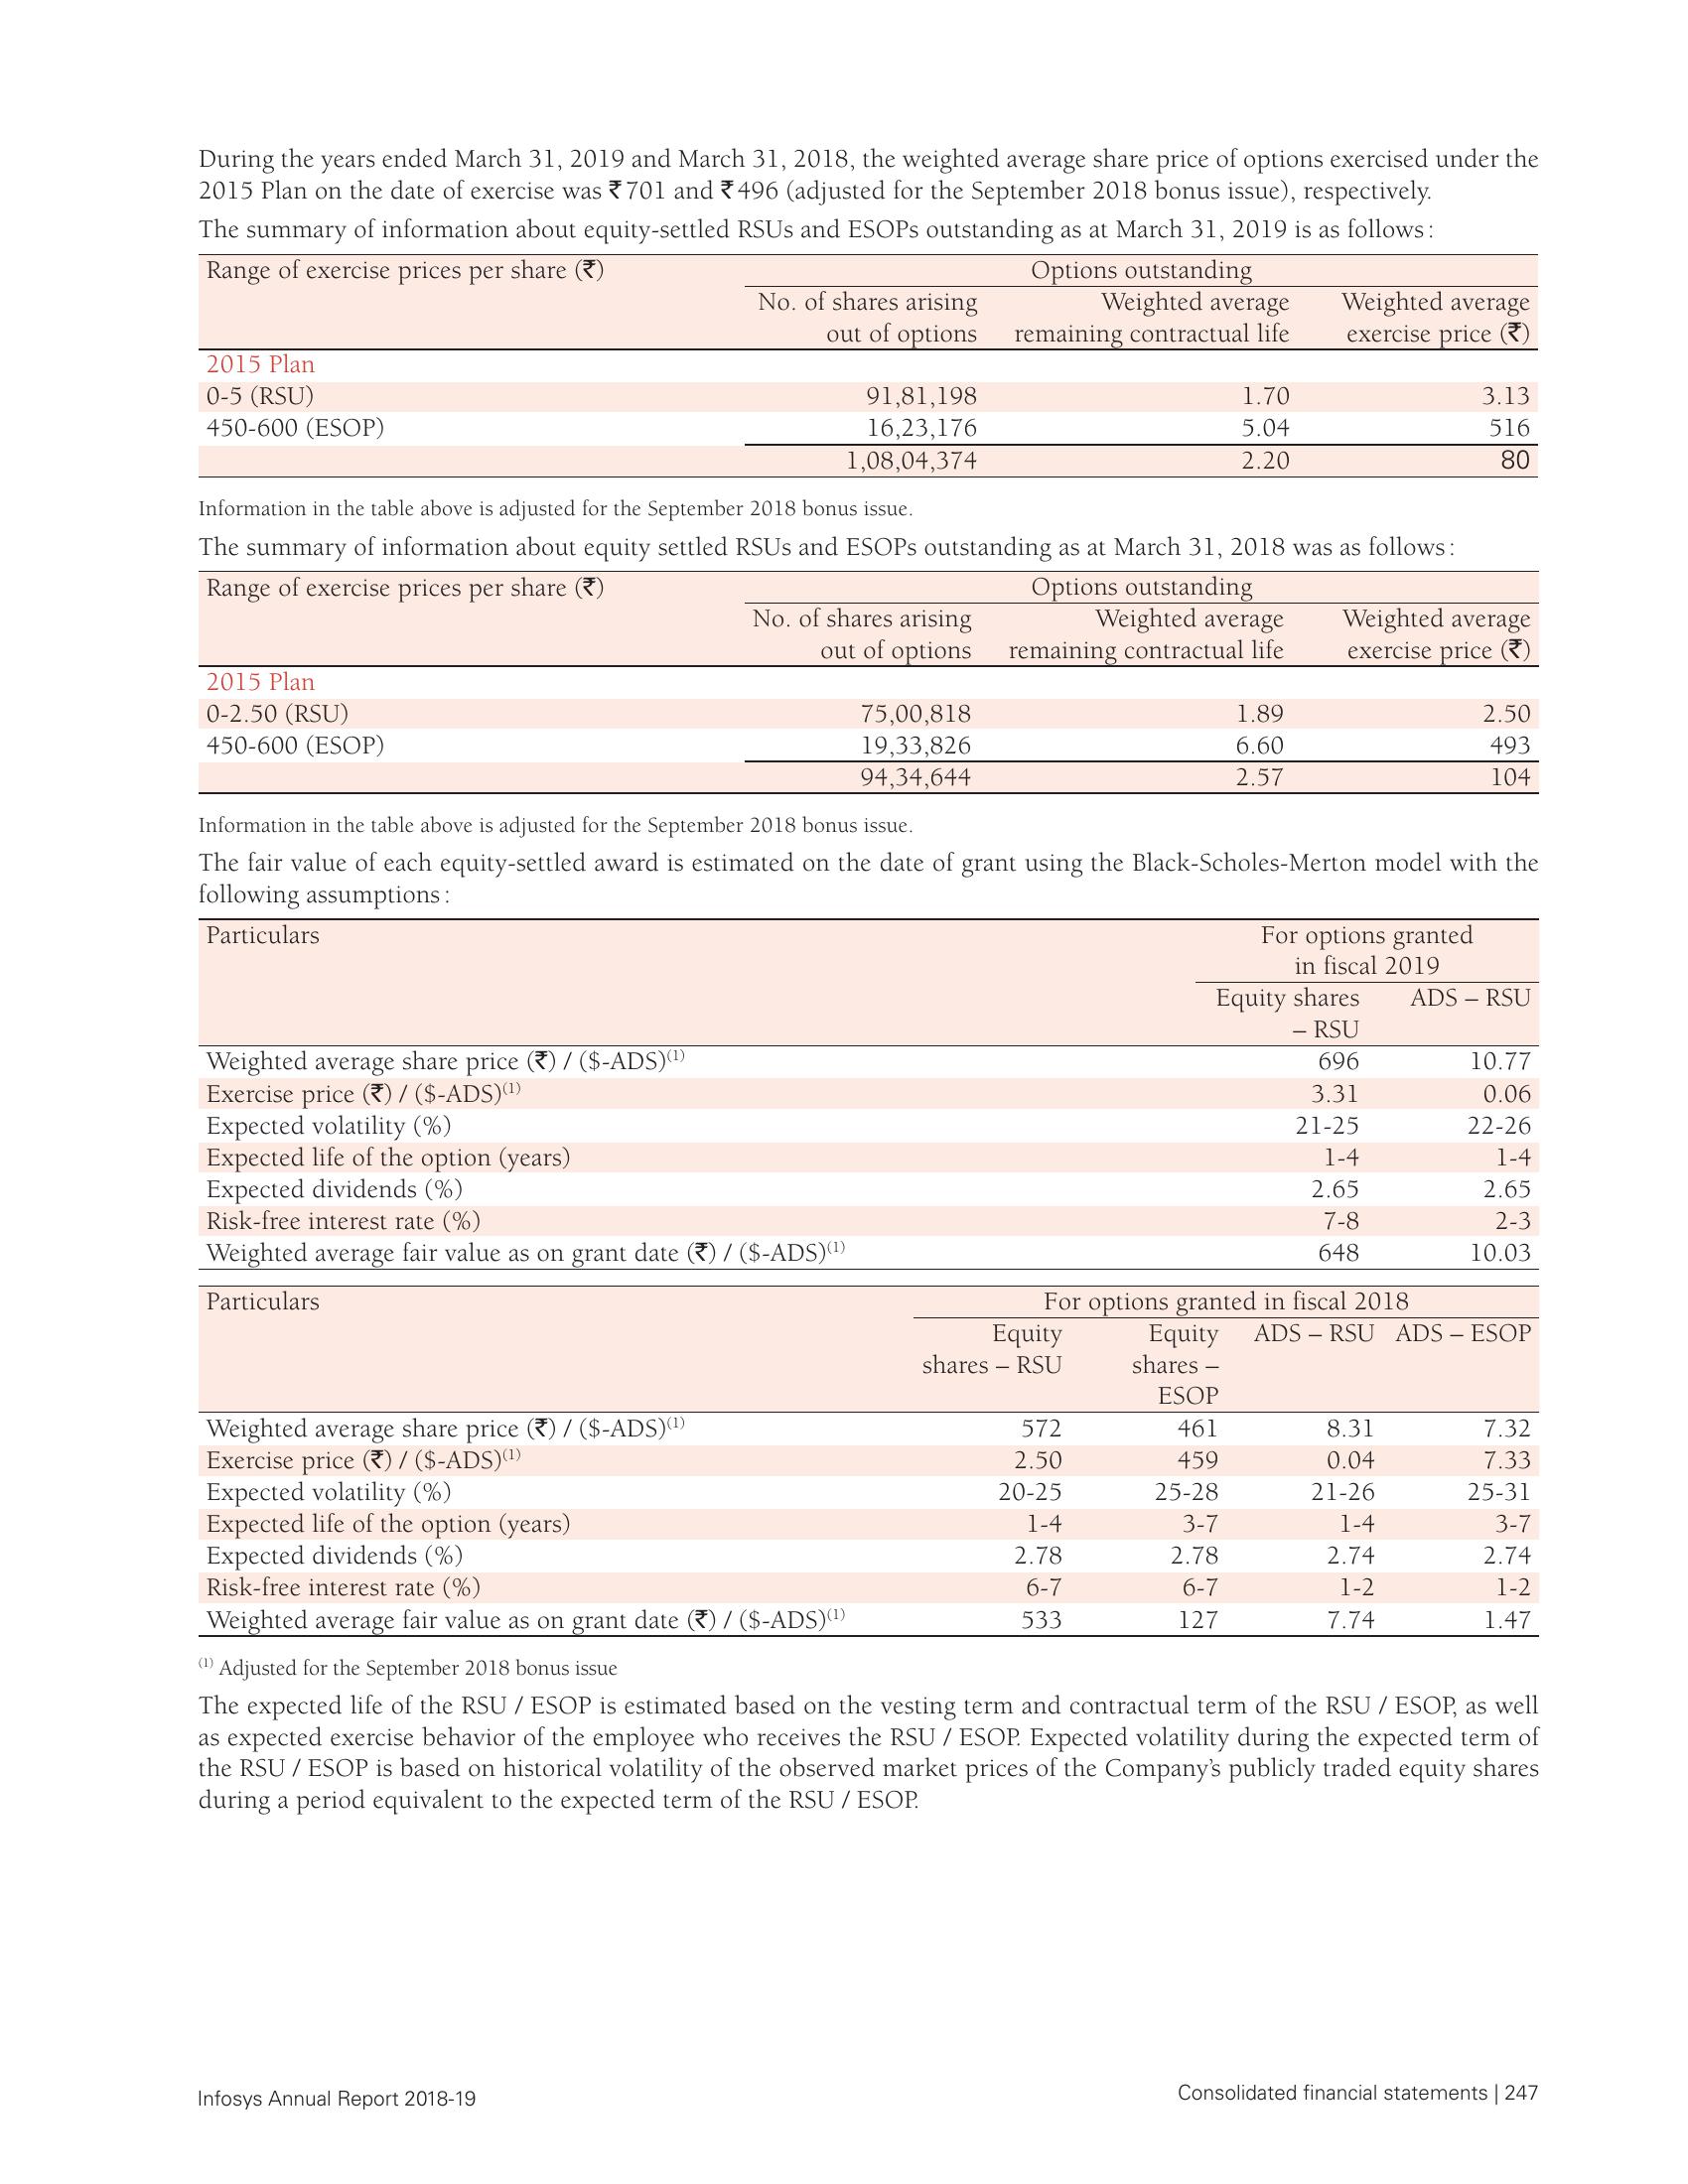 During the years ended March 31, 2019 and March 31, 2018, the weighted average share price of options exercised under the
2015 Plan on the date of exercise was ₹ 701 and ₹ 496 (adjusted for the September 2018 bonus issue), respectively.
The summary of information about equity-settled RSUs and ESOPs outstanding as at March 31, 2019 is as follows:
Range of exercise prices per share (₹) Options outstanding
No. of shares arising Weighted average Weighted average
out of options remaining contractual life exercise price (₹)
2015 Plan
0-5 (RSU) 91,81,198 1.70 3.13
450-600 (ESOP) 16,23,176 5.04 516
1,08,04,374 2.20 80
Information in the table above is adjusted for the September 2018 bonus issue.
The summary of information about equity settled RSUs and ESOPs outstanding as at March 31, 2018 was as follows:
Range of exercise prices per share (₹) Options outstanding
No. of shares arising Weighted average Weighted average
out of options remaining contractual life exercise price (₹)
2015 Plan
0-2.50 (RSU) 75,00,818 1.89 2.50
450-600 (ESOP) 19,33,826 6.60 493
94,34,644 2.57 104
Information in the table above is adjusted for the September 2018 bonus issue.
The fair value of each equity-settled award is estimated on the date of grant using the Black-Scholes-Merton model with the
following assumptions:
Particulars For options granted
in fiscal 2019
Equity shares ADS – RSU
– RSU
Weighted average share price (₹) / ($-ADS)(1) 696 10.77
Exercise price (₹) / ($-ADS)(1) 3.31 0.06
Expected volatility (%) 21-25 22-26
Expected life of the option (years) 1-4 1-4
Expected dividends (%) 2.65 2.65
Risk-free interest rate (%) 7-8 2-3
Weighted average fair value as on grant date (₹) / ($-ADS)(1) 648 10.03
Particulars For options granted in fiscal 2018
Equity Equity ADS – RSU ADS – ESOP
shares – RSU shares –
ESOP
Weighted average share price (₹) / ($-ADS)(1) 572 461 8.31 7.32
Exercise price (₹) / ($-ADS)(1) 2.50 459 0.04 7.33
Expected volatility (%) 20-25 25-28 21-26 25-31
Expected life of the option (years) 1-4 3-7 1-4 3-7
Expected dividends (%) 2.78 2.78 2.74 2.74
Risk-free interest rate (%) 6-7 6-7 1-2 1-2
Weighted average fair value as on grant date (₹) / ($-ADS)(1) 533 127 7.74 1.47
(1) Adjusted for the September 2018 bonus issue
The expected life of the RSU / ESOP is estimated based on the vesting term and contractual term of the RSU / ESOP, as well
as expected exercise behavior of the employee who receives the RSU / ESOP. Expected volatility during the expected term of
the RSU / ESOP is based on historical volatility of the observed market prices of the Company's publicly traded equity shares
during a period equivalent to the expected term of the RSU / ESOP.
Infosys Annual Report 2018-19 Consolidated financial statements | 247